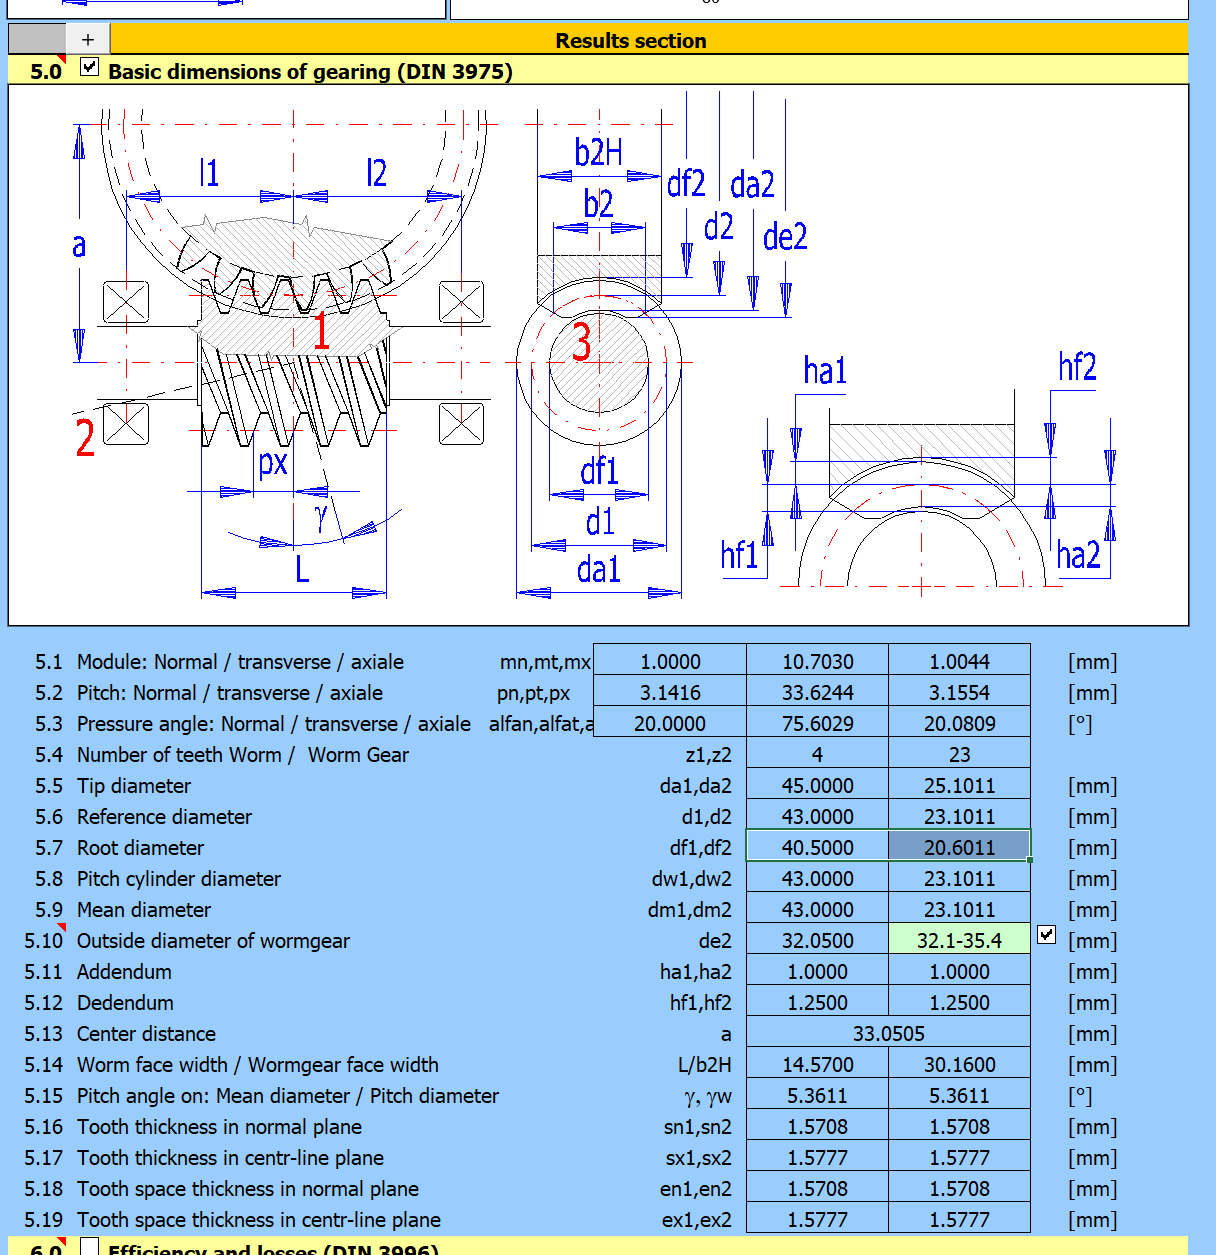 + Results section
5.0 Basic dimensions of gearing (DIN 3975)
b2H
l1 l2 df2 da2
b2
d2
a de2
1 3
ha1 hf2
2
px df1
γ d1
hf1 ha2
L da1
5.1 Module: Normal / transverse / axiale mn,mt,mx 1.0000 10.7030 1.0044 [mm]
5.2 Pitch: Normal / transverse / axiale pn,pt,px 3.1416 33.6244 3.1554 [mm]
5.3 Pressure angle: Normal / transverse / axiale alfan,alfat,a 20.0000 75.6029 20.0809 [°]
5.4 Number of teeth Worm / Worm Gear z1,z2 4 23
5.5 Tip diameter da1,da2 45.0000 25.1011 [mm]
5.6 Reference diameter d1,d2 43.0000 23.1011 [mm]
5.7 Root diameter df1,df2 40.5000 20.6011 [mm]
5.8 Pitch cylinder diameter dw1,dw2 43.0000 23.1011 [mm]
5.9 Mean diameter dm1,dm2 43.0000 23.1011 [mm]
5.10 Outside diameter of wormgear de2 32.0500 32.1-35.4 [mm]
5.11 Addendum ha1,ha2 1.0000 1.0000 [mm]
5.12 Dedendum hf1,hf2 1.2500 1.2500 [mm]
5.13 Center distance a 33.0505 [mm]
5.14 Worm face width / Wormgear face width L/b2H 14.5700 30.1600 [mm]
5.15 Pitch angle on: Mean diameter / Pitch diameter γ, γw 5.3611 5.3611 [°]
5.16 Tooth thickness in normal plane sn1,sn2 1.5708 1.5708 [mm]
5.17 Tooth thickness in centr-line plane sx1,sx2 1.5777 1.5777 [mm]
5.18 Tooth space thickness in normal plane en1,en2 1.5708 1.5708 [mm]
5.19 Tooth space thickness in centr-line plane ex1,ex2 1.5777 1.5777 [mm]
6.0 Efficiency and losses (DIN 3996)